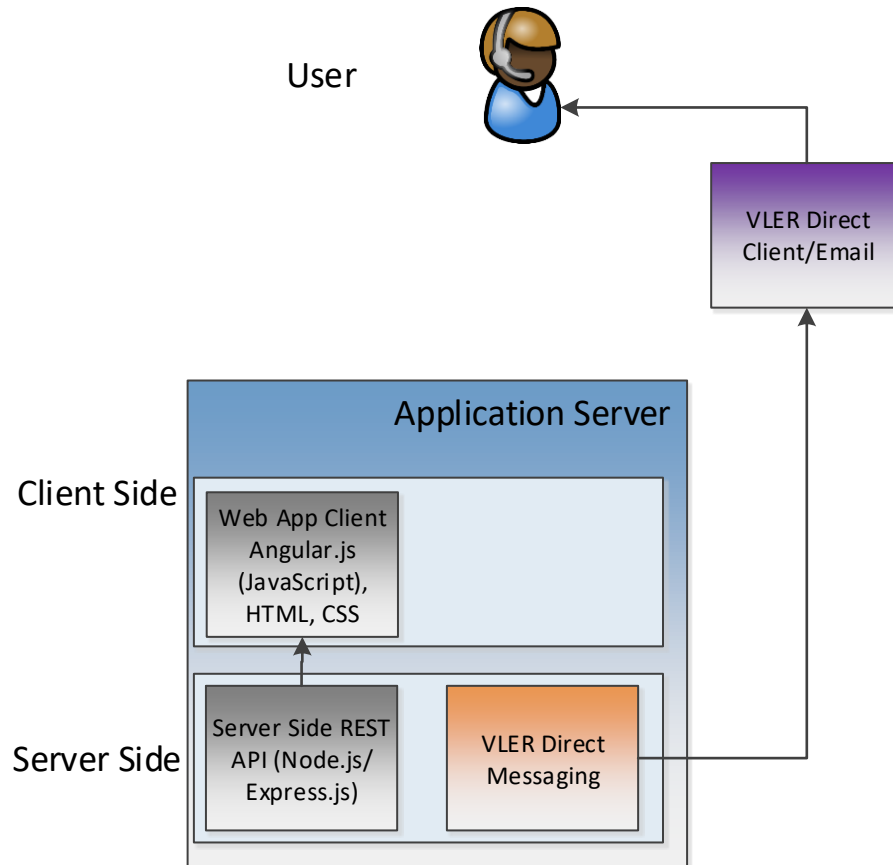 User
VLER Direct
Client/Email
Application Server
Client Side
Web App Client
Angular.js
(JavaScript),
HTML, CSS
Server Side
Server Side REST
API (Node.js/
Express.js)
VLER Direct
Messaging